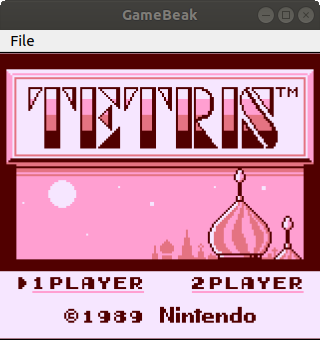 GameBeak
File
TETRIS™
1PLAYER 2PLAYER
©1989 Nintendo